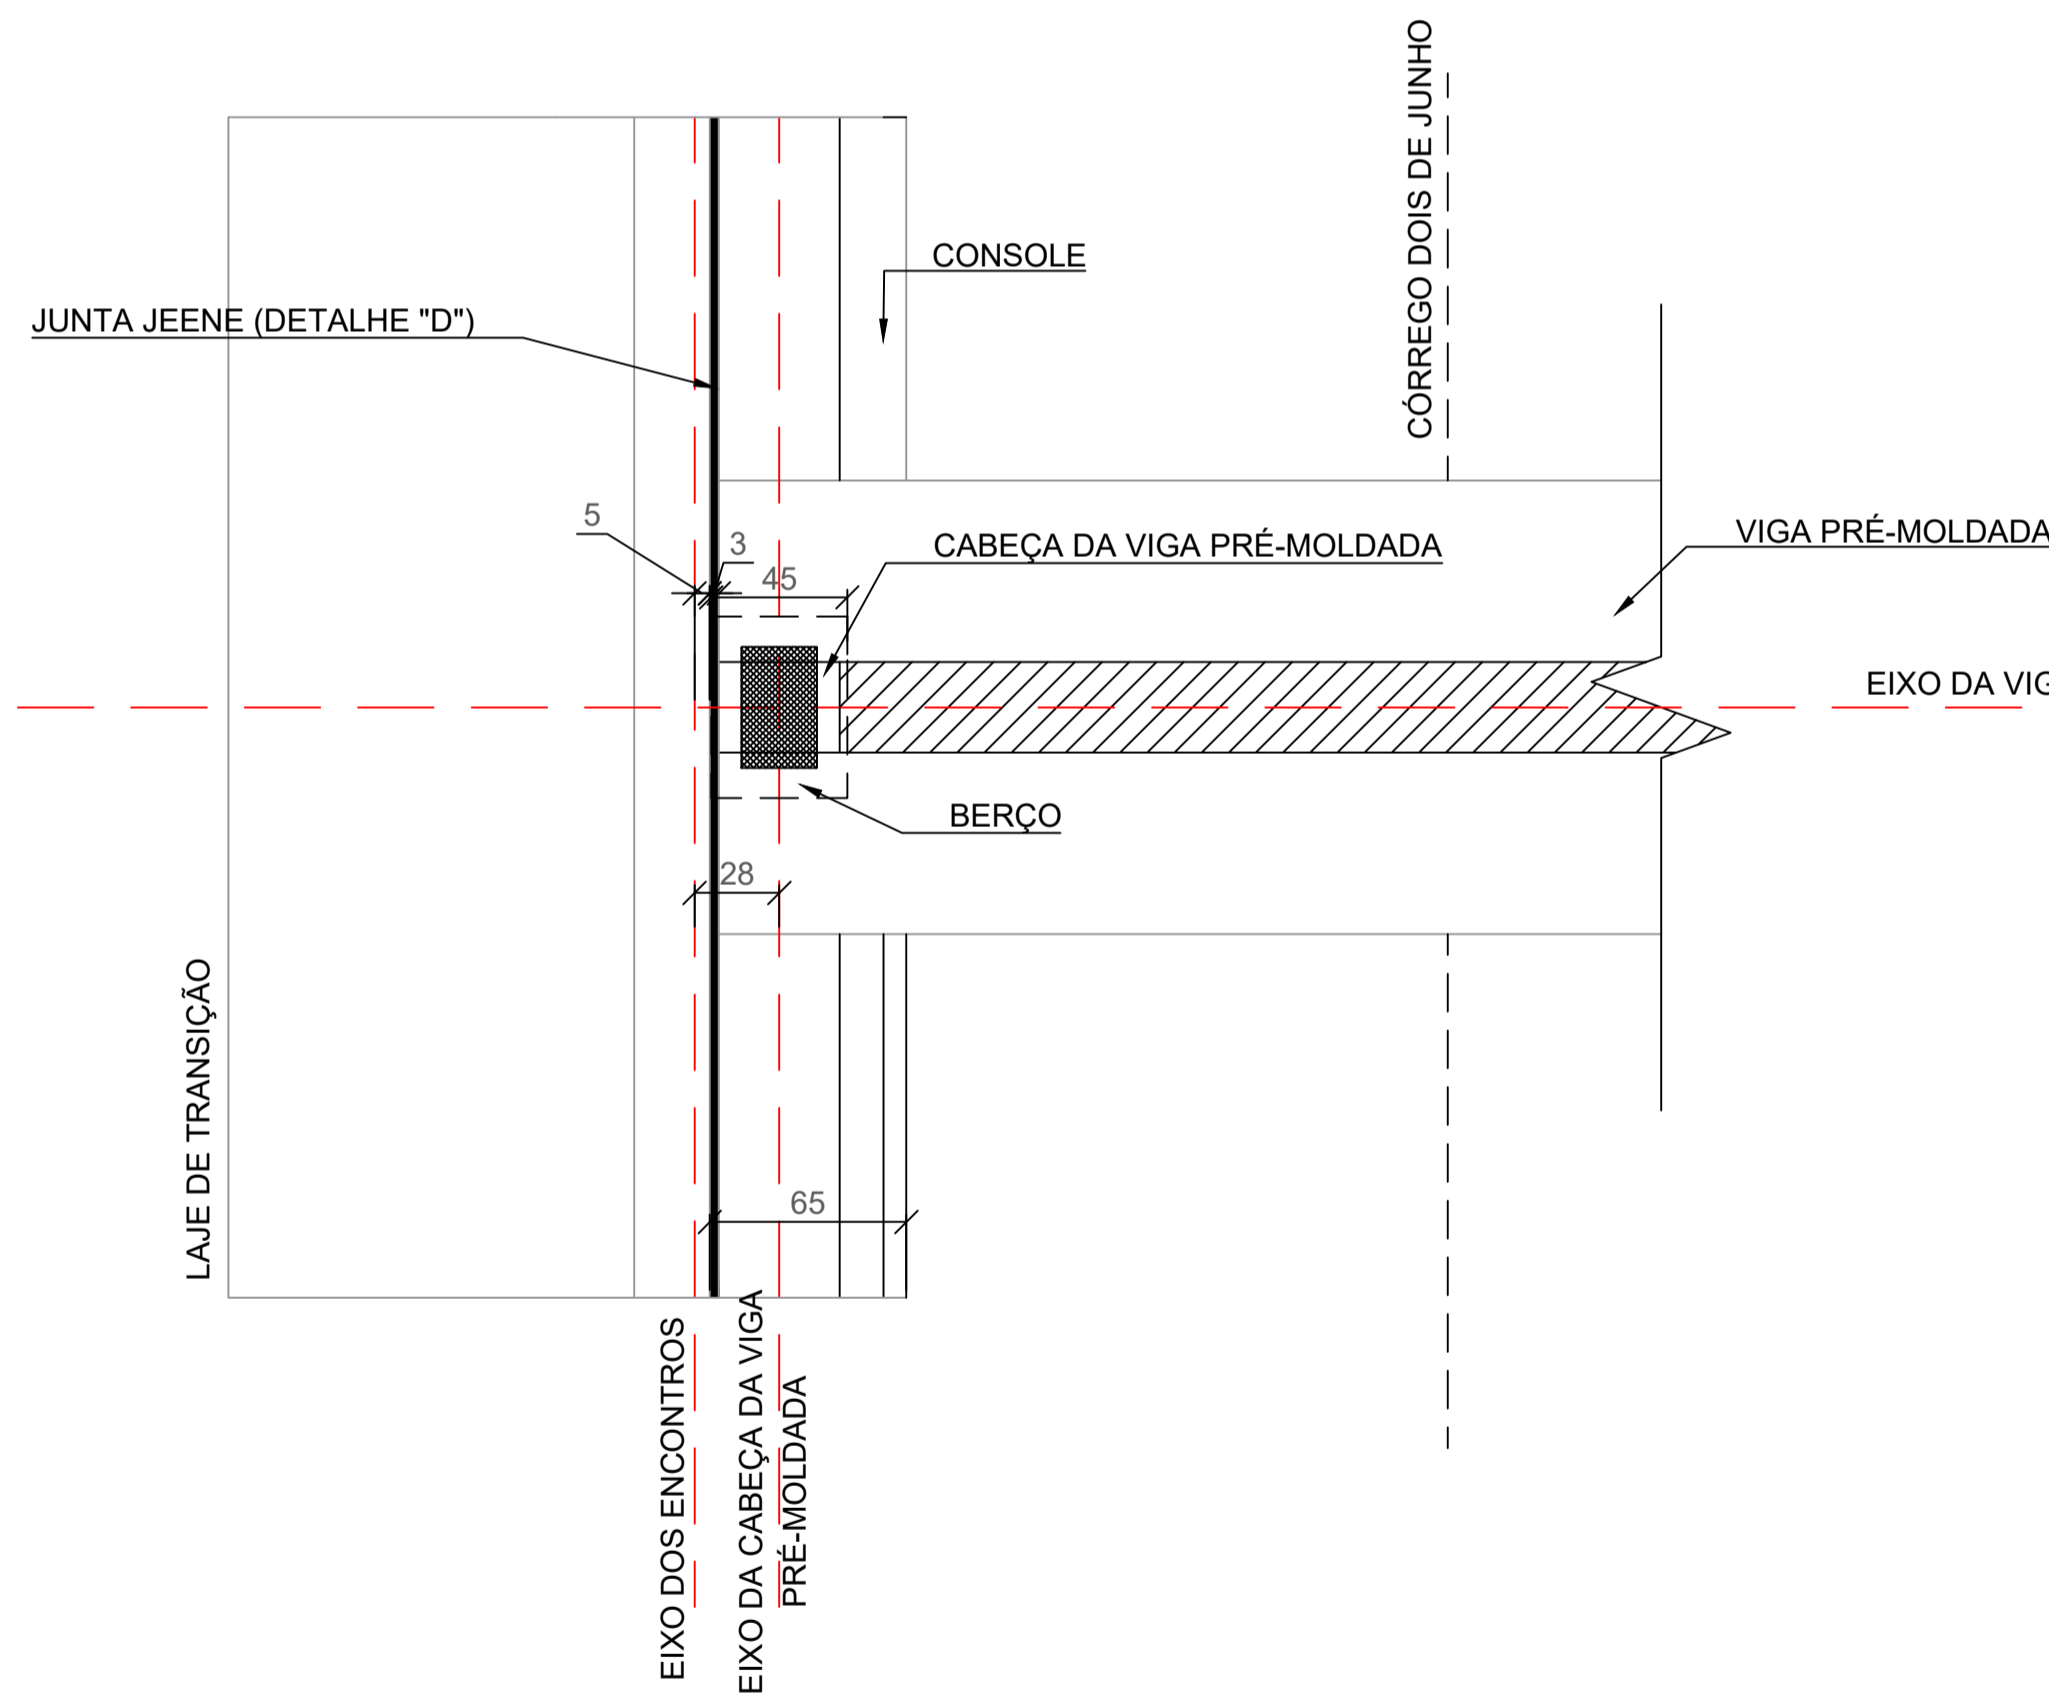 CÓRREGO DOIS DE JUNHO
CONSOLE
JUNTA JEENE (DETALHE "D")
5
3
45
CABEÇA DA VIGA PRÉ-MOLDADA
VIGA PRÉ-MOLDADA
EIXO DA VIG
BERÇO
28
LAJE DE TRANSIÇÃO
65
EIXO DOS ENCONTROS
EIXO DA CABEÇA DA VIGA
PRÉ-MOLDADA